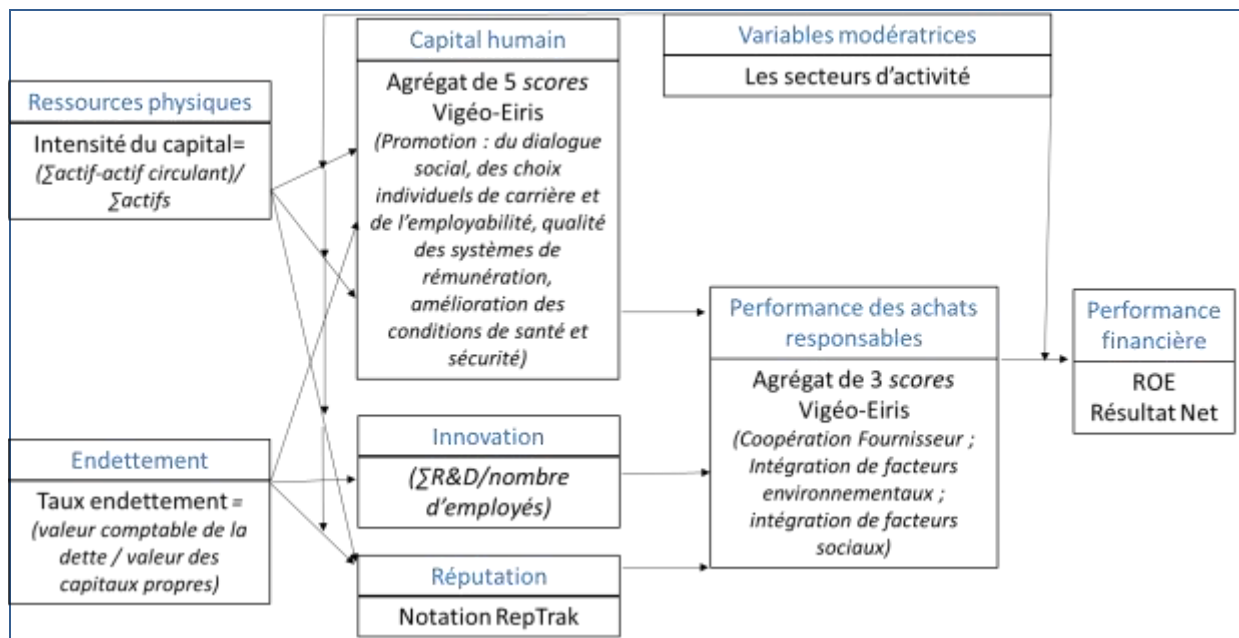 Ressources physiques
Intensité du capital=
(∑actif-actif circulant)/
∑actifs
Endettement
Taux endettement =
(valeur comptable de la
dette / valeur des
capitaux propres)
Capital humain
Agrégat de 5 scores
Vigéo-Eiris
(Promotion : du dialogue
social, des choix
individuels de carrière et
de l'employabilité, qualité
des systèmes de
rémunération,
amélioration des
conditions de santé et
sécurité)
Innovation
(∑R&D/nombre
d'employés)
Réputation
Notation RepTrak
Variables modératrices
Les secteurs d'activité
Performance des achats
responsables
Agrégat de 3 scores
Vigéo-Eiris
(Coopération Fournisseur ;
Intégration de facteurs
environnementaux ;
intégration de facteurs
sociaux)
Performance
financière
ROE
Résultat Net